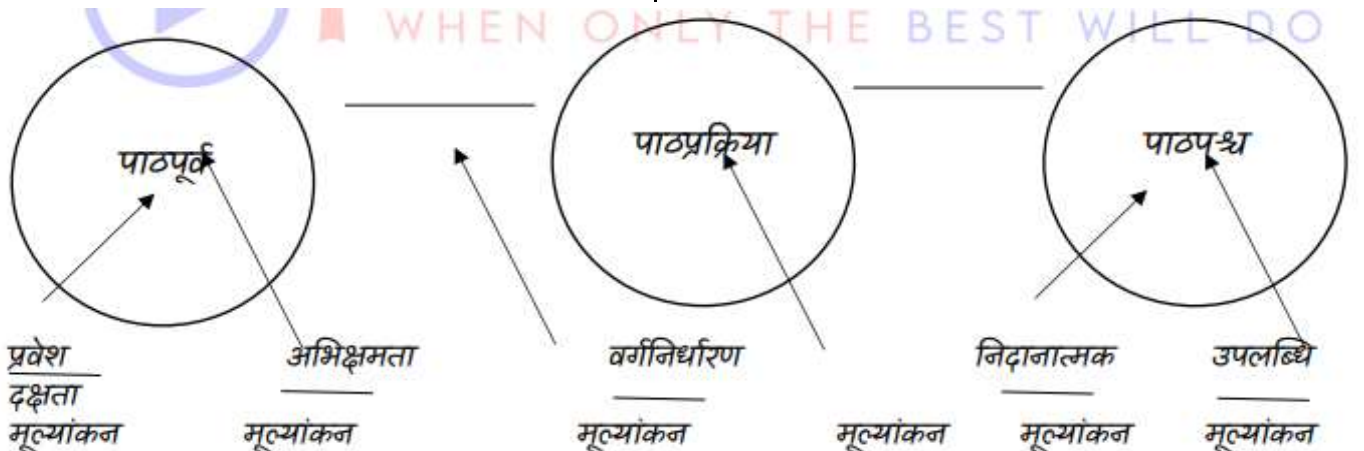 WHEN ONLY THE BEST WILL DO
पाठपूर्व पाठप्रक्रिया पाठपश्च
प्रवेश अभिक्षमता वर्गनिर्धारण निदानात्मक उपलब्धि
दक्षता
मूल्यांकन मूल्यांकन मूल्यांकन मूल्यांकन मूल्यांकन मूल्यांकन